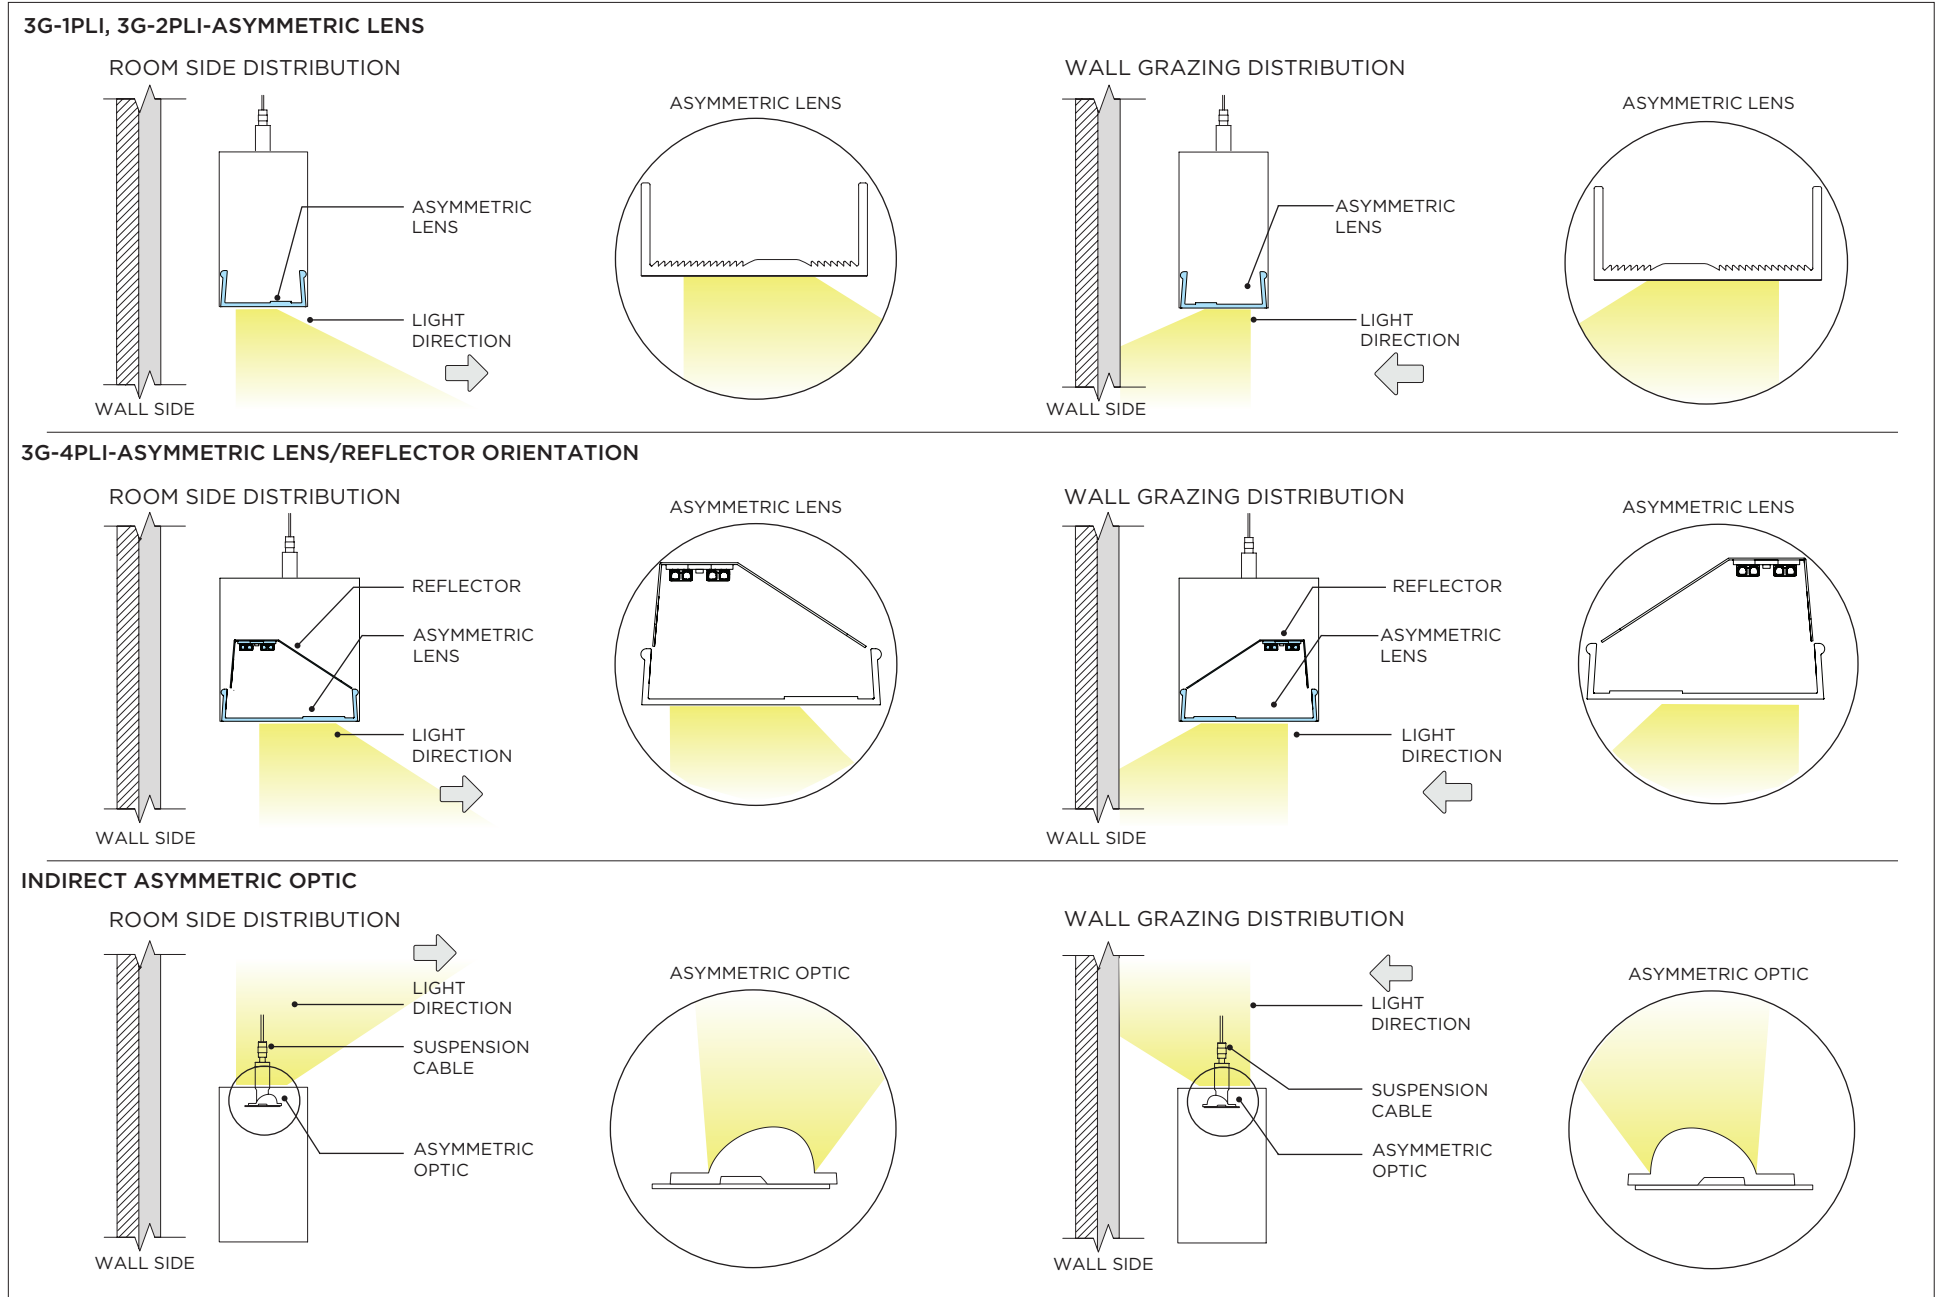 3G-1PLI, 3G-2PLI-ASYMMETRIC LENS
ROOM SIDE DISTRIBUTION
ASYMMETRIC LENS
ASYMMETRIC
LENS
LIGHT
DIRECTION
WALL SIDE
WALL GRAZING DISTRIBUTION
ASYMMETRIC LENS
ASYMMETRIC
LENS
LIGHT
DIRECTION
WALL SIDE
3G-4PLI-ASYMMETRIC LENS/REFLECTOR ORIENTATION
ROOM SIDE DISTRIBUTION
ASYMMETRIC LENS
REFLECTOR
ASYMMETRIC
LENS
LIGHT
DIRECTION
WALL SIDE
WALL GRAZING DISTRIBUTION
ASYMMETRIC LENS
REFLECTOR
ASYMMETRIC
LENS
LIGHT
DIRECTION
WALL SIDE
INDIRECT ASYMMETRIC OPTIC
ROOM SIDE DISTRIBUTION
ASYMMETRIC OPTIC
LIGHT
DIRECTION
SUSPENSION
CABLE
ASYMMETRIC
OPTIC
WALL SIDE
WALL GRAZING DISTRIBUTION
ASYMMETRIC OPTIC
LIGHT
DIRECTION
SUSPENSION
CABLE
ASYMMETRIC
OPTIC
WALL SIDE